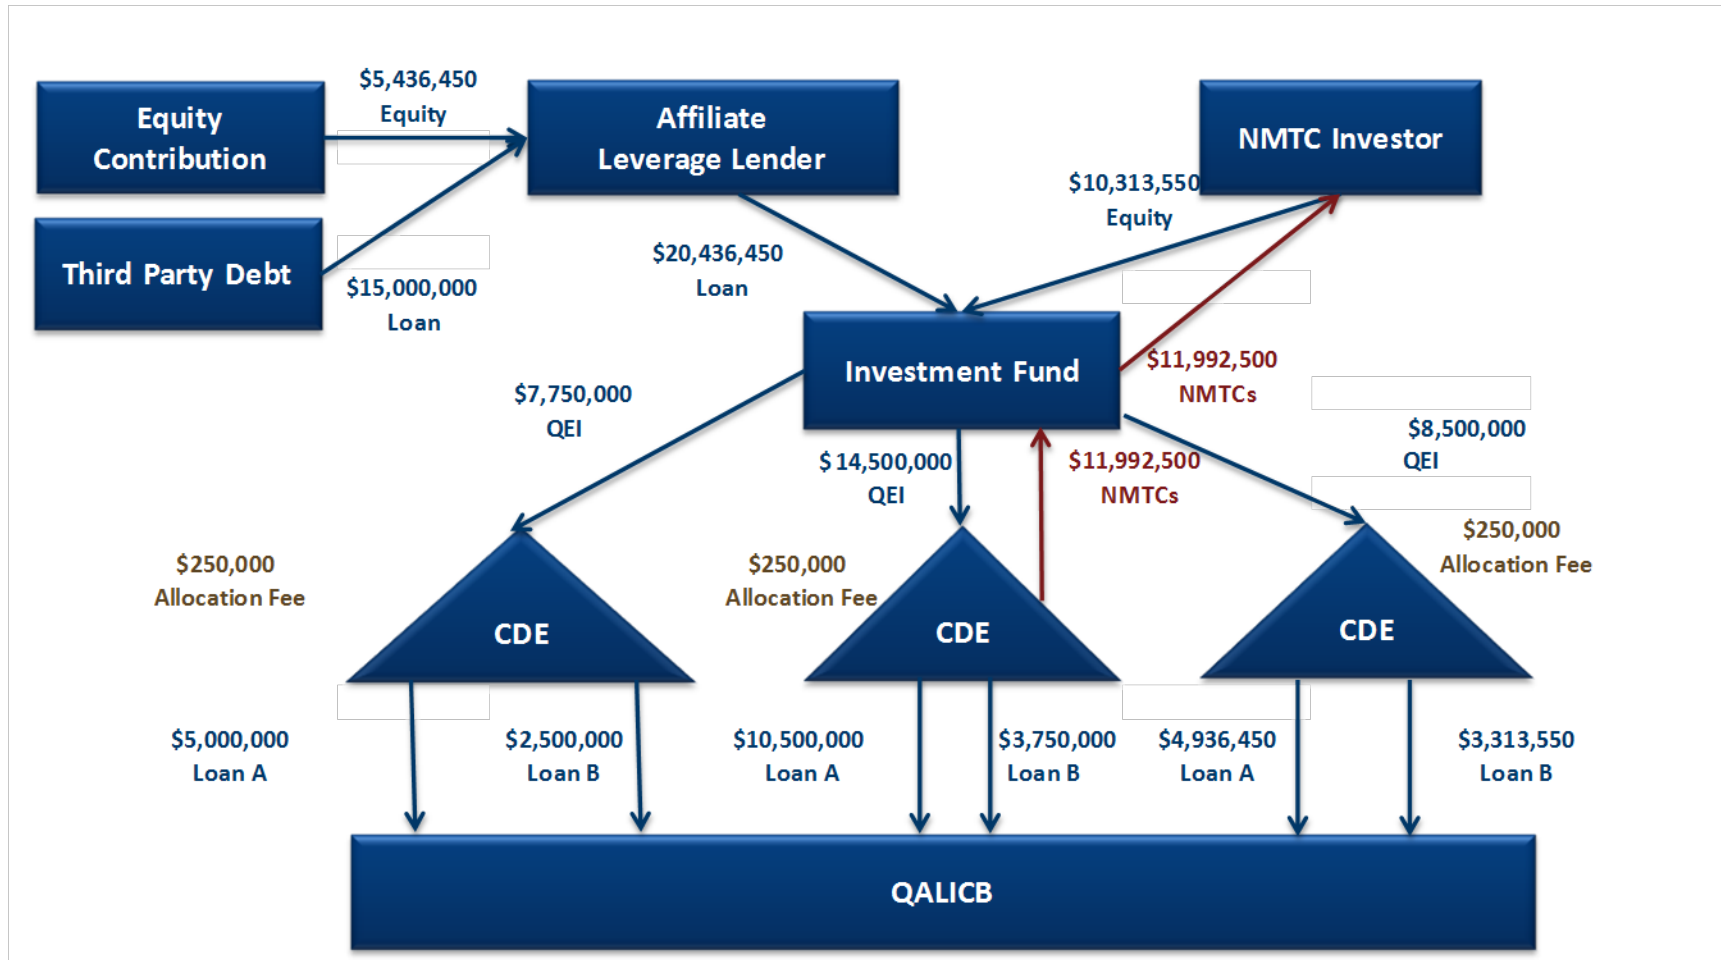 $5,436,450
Equity
Equity
Contribution
Affiliate
Leverage Lender
NMTC Investor
$10,313,550
Equity
Third Party Debt
$15,000,000
Loan
$20,436,450
Loan
Investment Fund
$11,992,500
NMTCs
$7,750,000
QEI
$ 14,500,000
QEI
$11,992,500
NMTCs
$8,500,000
QEI
$250,000
Allocation Fee
$250,000
Allocation Fee
$250,000
Allocation Fee
CDE
CDE
CDE
$5,000,000
Loan A
$2,500,000
Loan B
$10,500,000
Loan A
$3,750,000
Loan B
$4,936,450
Loan A
$3,313,550
Loan B
QALICB